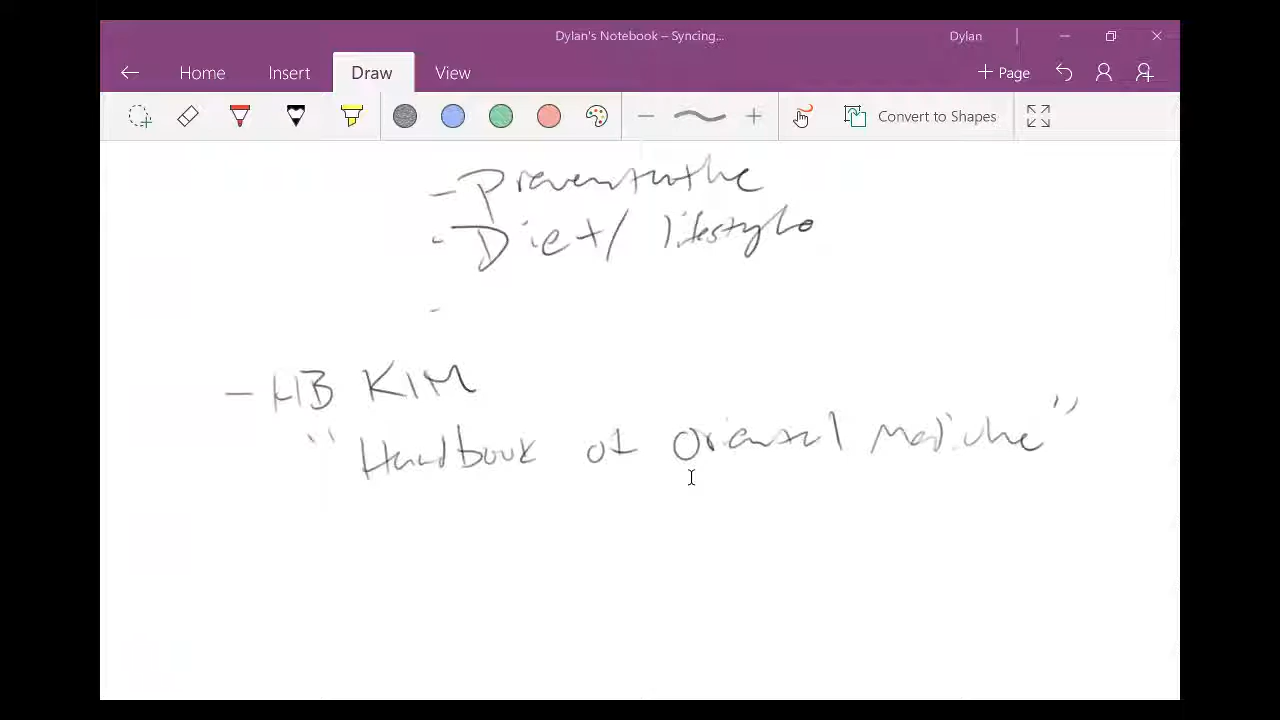 Dylan's Notebook – Syncing...
Dylan
Home Insert Draw View
Page
Convert to Shapes
- Preventative
- Diet/ lifestyle
-
- HB KIM
"Handbook of Oriental Medicine"